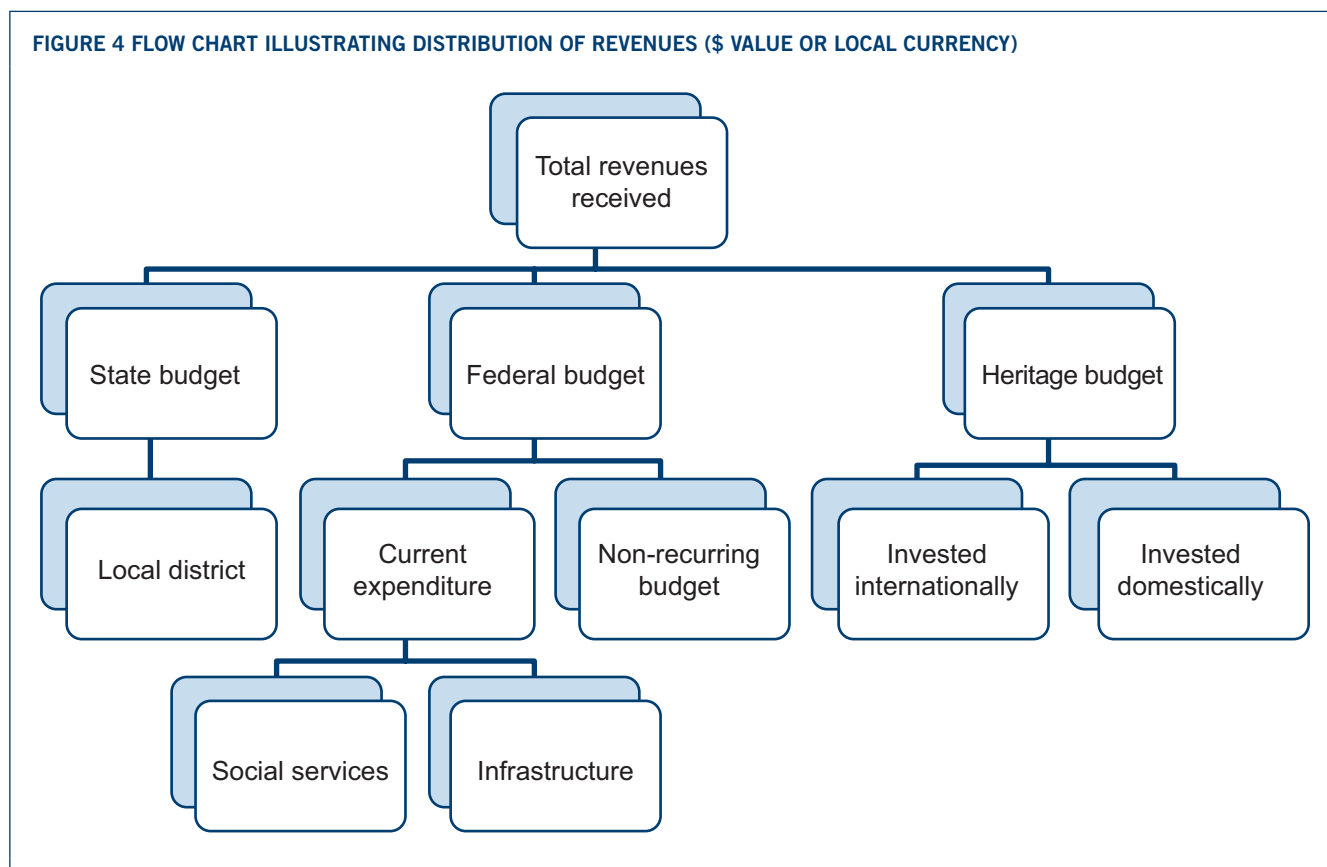 FIGURE 4 FLOW CHART ILLUSTRATING DISTRIBUTION OF REVENUES ($ VALUE OR LOCAL CURRENCY)
Total revenues
received
State budget
Federal budget
Heritage budget
Local district
Current
expenditure
Non-recurring
budget
Invested
internationally
Invested
domestically
Social services
Infrastructure